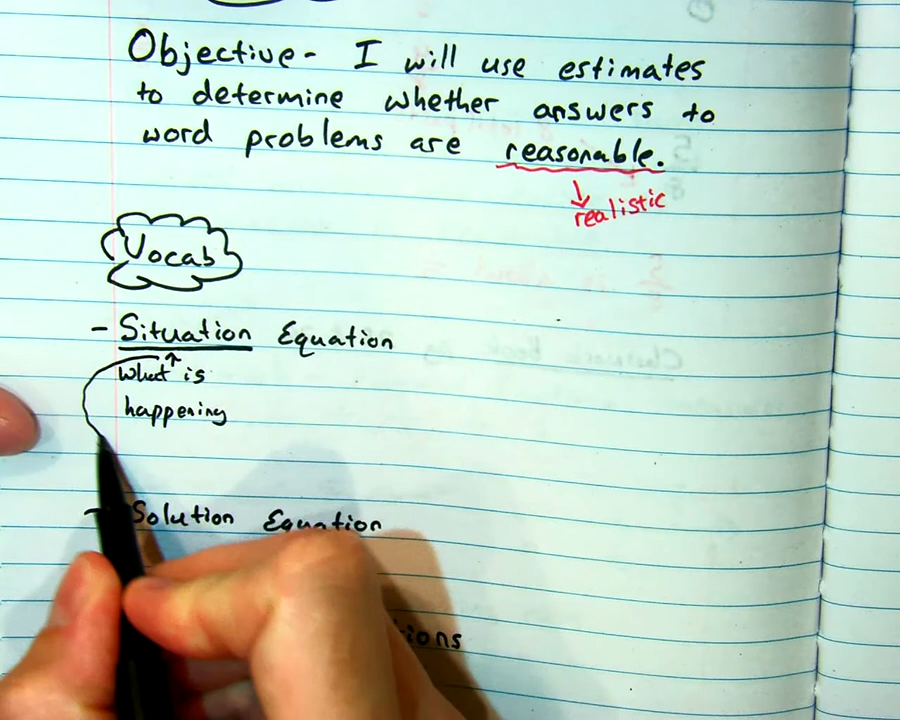 Objective- I will use estimates
to determine whether answers to
word problems are reasonable.
realistic
Vocab
- Situation Equation
what is
happening
- Solution Equation